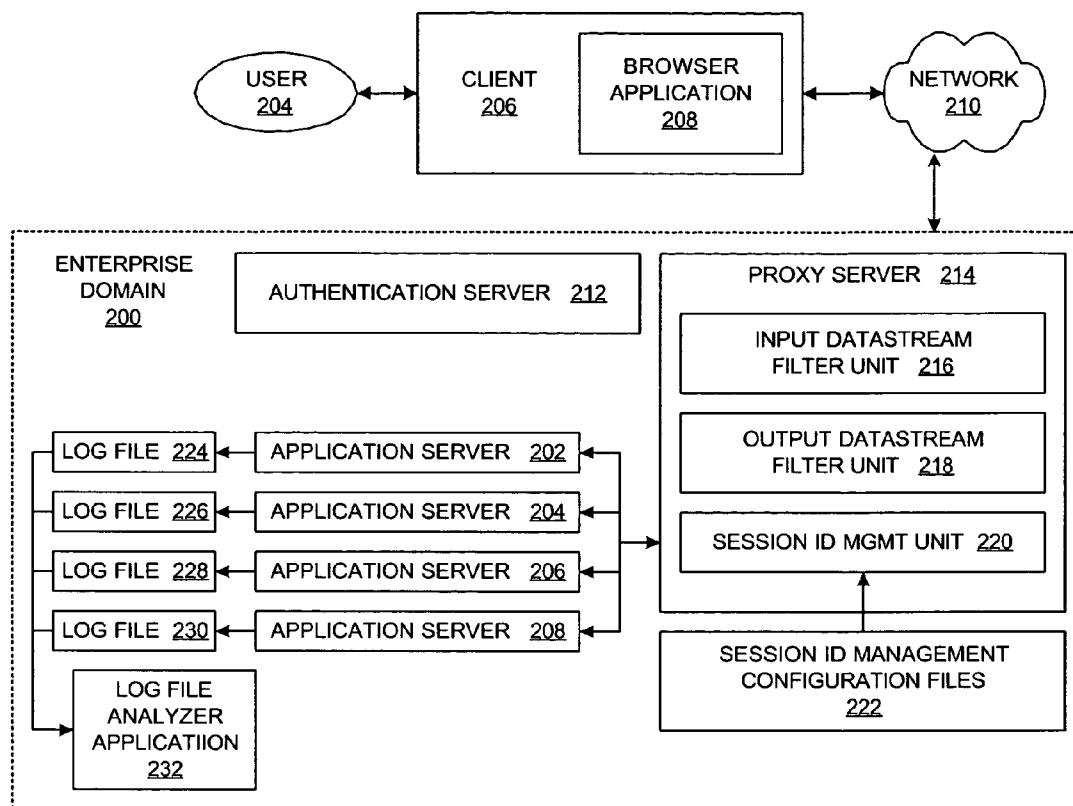 USER
204
CLIENT
206
BROWSER
APPLICATION
208
NETWORK
210
ENTERPRISE
DOMAIN
200
AUTHENTICATION SERVER 212
PROXY SERVER 214
INPUT DATASTREAM
FILTER UNIT 216
OUTPUT DATASTREAM
FILTER UNIT 218
SESSION ID MGMT UNIT 220
LOG FILE 224
APPLICATION SERVER 202
LOG FILE 226
APPLICATION SERVER 204
LOG FILE 228
APPLICATION SERVER 206
LOG FILE 230
APPLICATION SERVER 208
SESSION ID MANAGEMENT
CONFIGURATION FILES
222
LOG FILE
ANALYZER
APPLICATIION
232